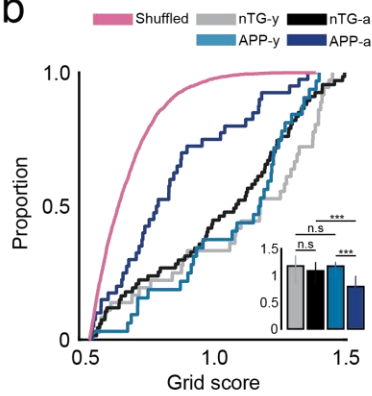 b
Shuffled nTG-y nTG-a
APP-y APP-a
1.0
0.5
0
Proportion
0.5 1.0 1.5
Grid score
***
n.s
n.s ***
1.5
1
0.5
0